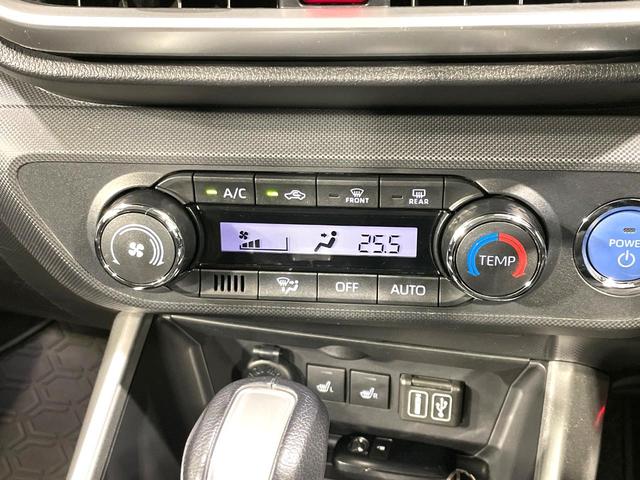 A/C
FRONT
REAR
25.5
TEMP
POWE
OFF
AUTO
L
R